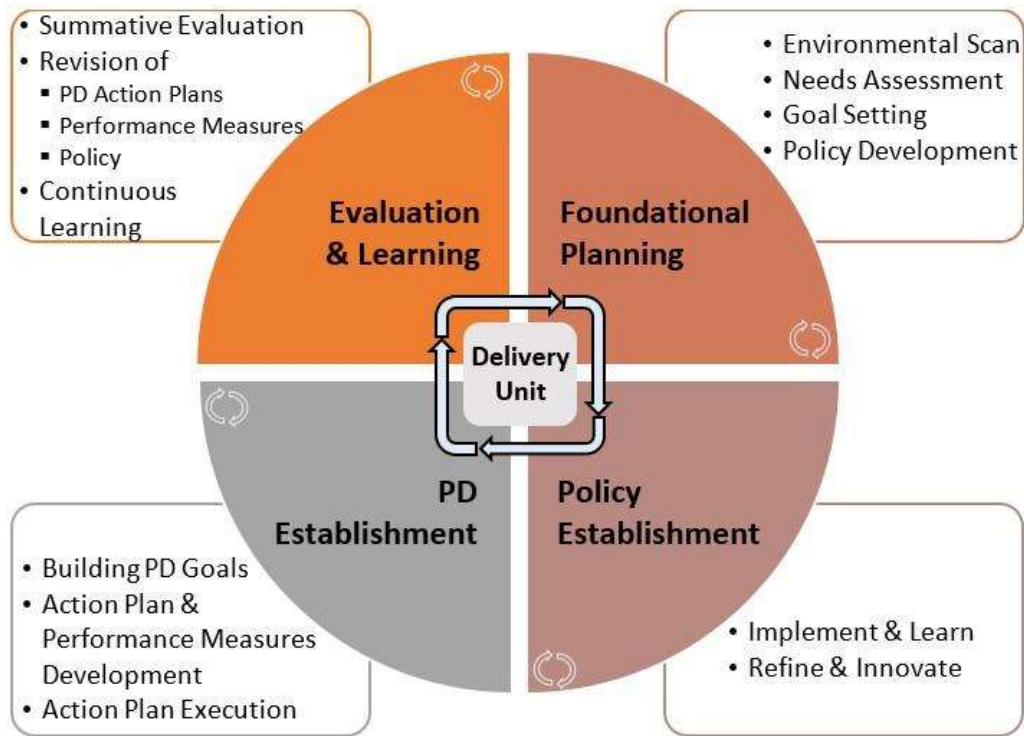 • Summative Evaluation
• Revision of
▪ PD Action Plans
▪ Performance Measures
▪ Policy
• Continuous
Learning
• Environmental Scan
• Needs Assessment
• Goal Setting
• Policy Development
Evaluation
& Learning
Foundational
Planning
Delivery
Unit
PD
Establishment
Policy
Establishment
• Building PD Goals
• Action Plan &
Performance Measures
Development
• Action Plan Execution
• Implement & Learn
• Refine & Innovate